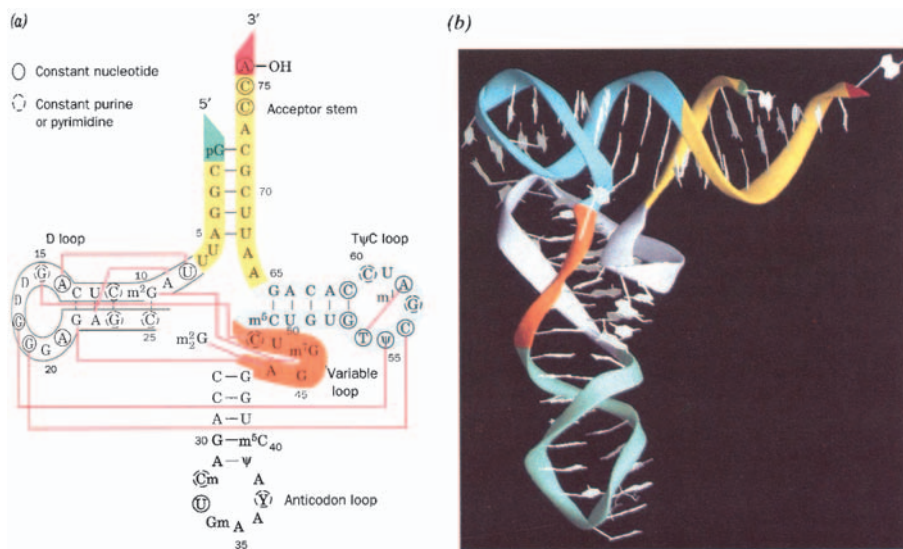 (a)
3′
Constant nucleotide
Constant purine
or pyrimidine
5′
A—OH
75
C
C
Acceptor stem
A
pG C
C G
G C
70
G U
A U
5
U A
U A
D loop
15
D D G A C U C m²G A U U
10
G G G A G A G C
20
25
65
G A C A C
m⁵C U G U G
TψC loop
60
C U m¹A G C ψ T
55
m²₂G
C U m⁷G G A
50
45
Variable
loop
C–G
C–G
A–U
30 G–m⁵C 40
A–ψ
Cm A
U Y
Gm A A
35
Anticodon loop
(b)